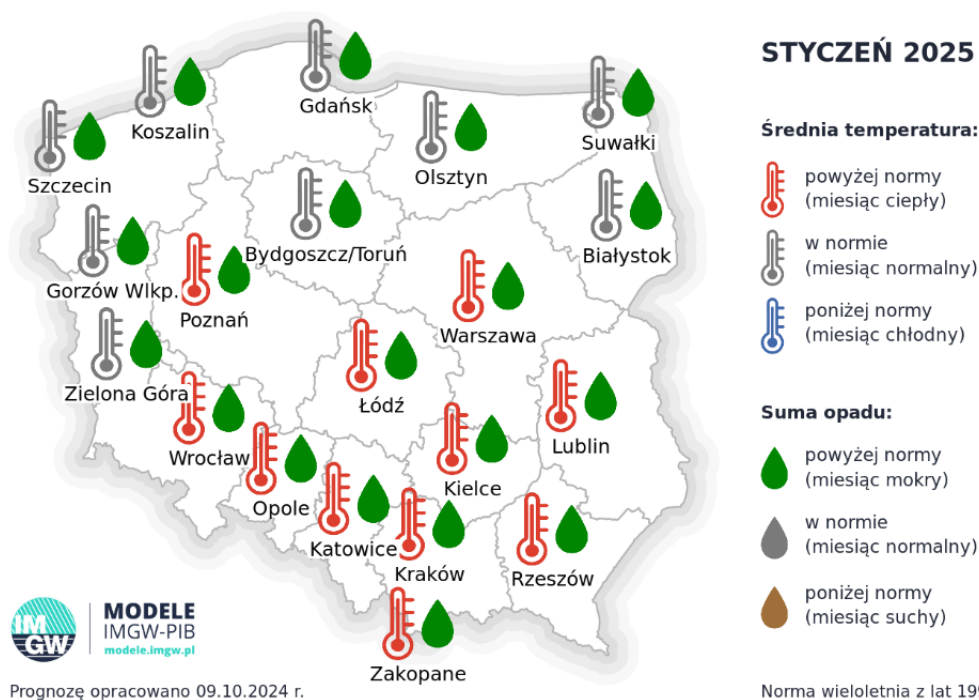 STYCZEŃ 2025
Średnia temperatura:
powyżej normy
(miesiąc ciepły)
w normie
(miesiąc normalny)
poniżej normy
(miesiąc chłodny)
Suma opadu:
powyżej normy
(miesiąc mokry)
w normie
(miesiąc normalny)
poniżej normy
(miesiąc suchy)
Gdańsk
Koszalin
Suwałki
Olsztyn
Szczecin
Bydgoszcz/Toruń
Białystok
Gorzów Wlkp.
Poznań
Warszawa
Zielona Góra
Łódź
Lublin
Wrocław
Kielce
Opole
Katowice
Kraków
Rzeszów
Zakopane
IM
GW
MODELE
IMGW-PIB
modele.imgw.pl
Prognozę opracowano 09.10.2024 r.
Norma wieloletnia z lat